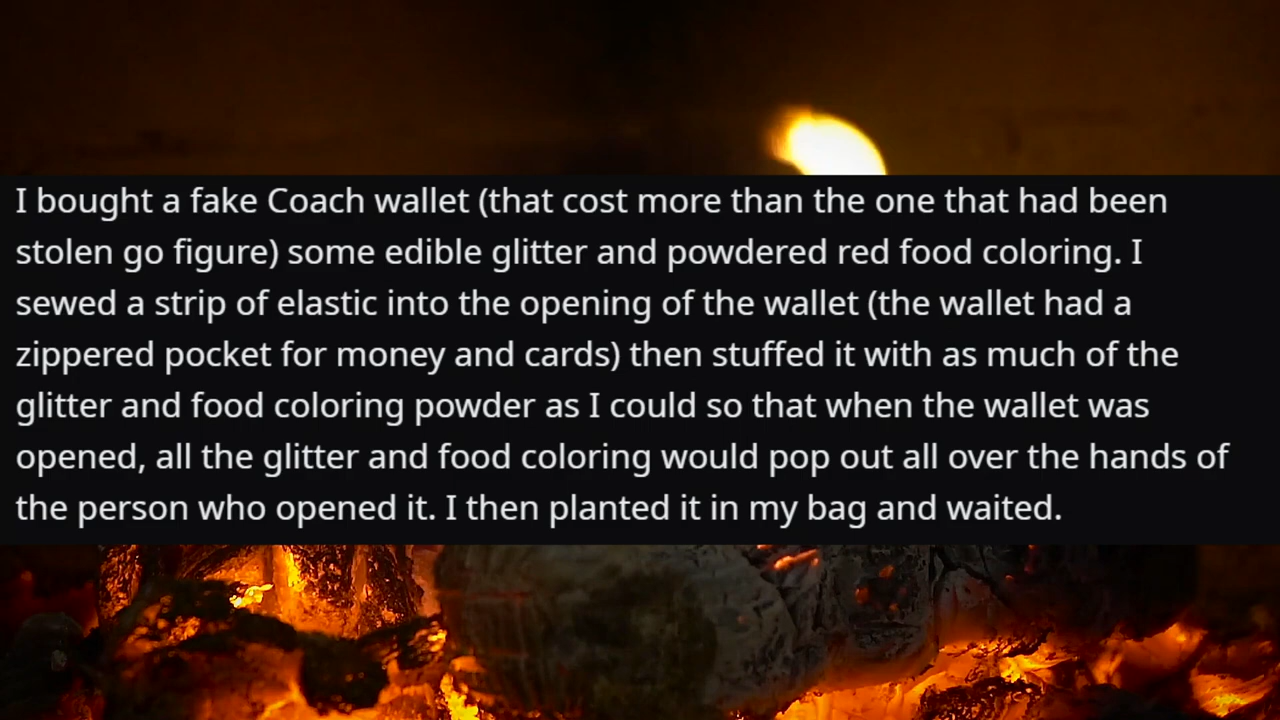 I bought a fake Coach wallet (that cost more than the one that had been
stolen go figure) some edible glitter and powdered red food coloring. I
sewed a strip of elastic into the opening of the wallet (the wallet had a
zippered pocket for money and cards) then stuffed it with as much of the
glitter and food coloring powder as I could so that when the wallet was
opened, all the glitter and food coloring would pop out all over the hands of
the person who opened it. I then planted it in my bag and waited.